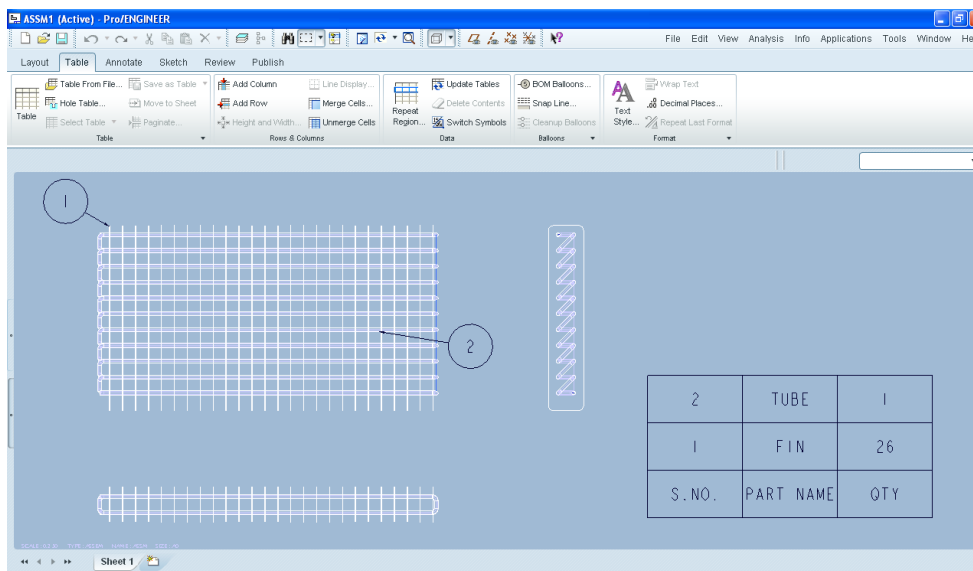 ASSM1 (Active) - Pro/ENGINEER
File Edit View Analysis Info Applications Tools Window He
Layout Table Annotate Sketch Review Publish
Table
Table From File...
Hole Table...
Select Table
Save as Table
Move to Sheet
Paginate...
Table
Add Column
Add Row
Height and Width...
Line Display...
Merge Cells...
Unmerge Cells
Rows & Columns
Repeat
Region...
Update Tables
Delete Contents
Switch Symbols
Data
BOM Balloons...
Snap Line...
Cleanup Balloons
Balloons
Text
Style...
Wrap Text
Decimal Places...
Repeat Last Format
Format
1
2
2 TUBE 1
1 FIN 26
S.NO. PART NAME QTY
Sheet 1